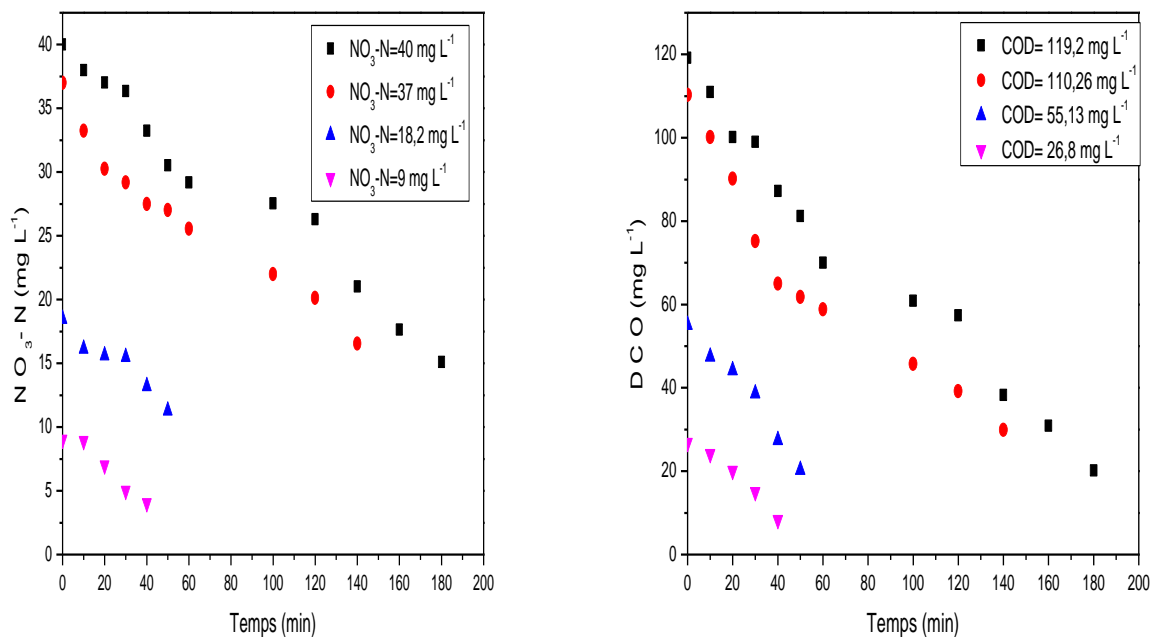 NO₃-N=40 mg L⁻¹
NO₃-N=37 mg L⁻¹
NO₃-N=18,2 mg L⁻¹
NO₃-N=9 mg L⁻¹
NO₃-N (mg L⁻¹)
40
35
30
25
20
15
10
5
0
0 20 40 60 80 100 120 140 160 180 200
Temps (min)
COD= 119,2 mg L⁻¹
COD= 110,26 mg L⁻¹
COD= 55,13 mg L⁻¹
COD= 26,8 mg L⁻¹
DCO (mg L⁻¹)
120
100
80
60
40
20
0
0 20 40 60 80 100 120 140 160 180 200
Temps (min)